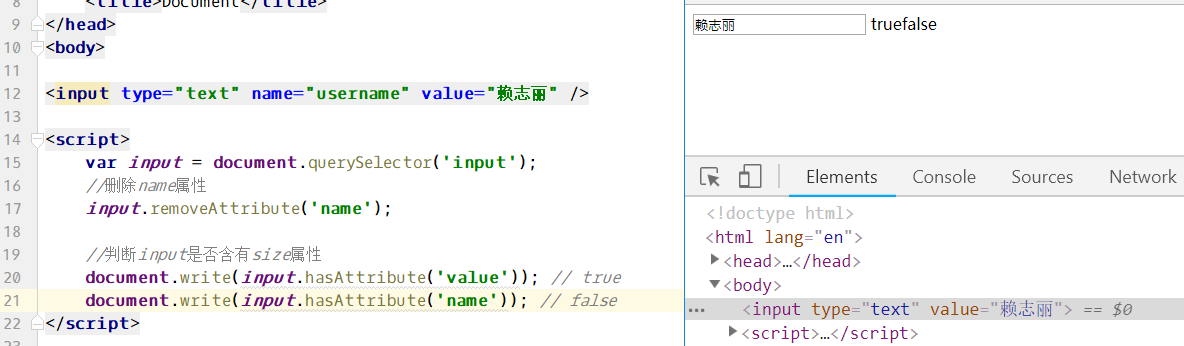 8 <title>Document</title>
9 </head>
10 <body>
11
12 <input type="text" name="username" value="赖志丽" />
13
14 <script>
15 var input = document.querySelector('input');
16 //删除name属性
17 input.removeAttribute('name');
18
19 //判断input是否含有size属性
20 document.write(input.hasAttribute('value')); // true
21 document.write(input.hasAttribute('name')); // false
22 </script>
23
赖志丽 truefalse
Elements Console Sources Network
<!doctype html>
<html lang="en">
▶<head>…</head>
▼<body>
••• <input type="text" value="赖志丽"> == $0
▶<script>…</script>